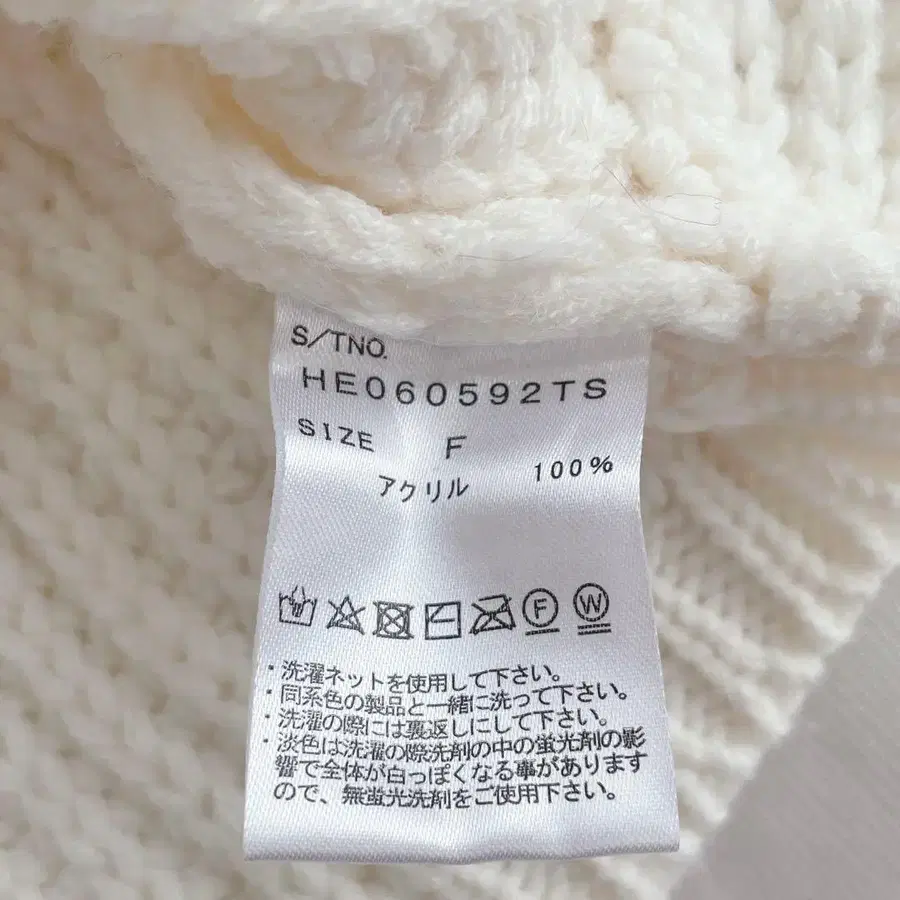 S/TNO.
HE060592TS
SIZE F
アクリル 100%
F W
・洗濯ネットを使用して下さい。
・同系色の製品と一緒に洗って下さい。
・洗濯の際には裏返しにして下さい。
・淡色は洗濯の際洗剤の中の蛍光剤の影
響で全体が白っぽくなる事があります
ので、無蛍光洗剤をご使用下さい。